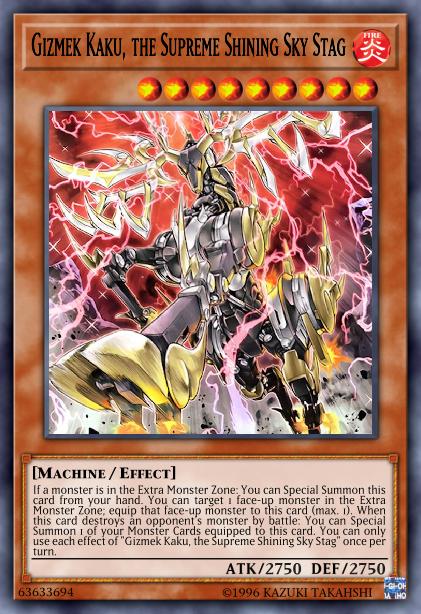 Gizmek Kaku, the Supreme Shining Sky Stag
FIRE
炎
[Machine / Effect]
If a monster is in the Extra Monster Zone: You can Special Summon this
card from your hand. You can target 1 face-up monster in the Extra
Monster Zone; equip that face-up monster to this card (max. 1). When
this card destroys an opponent's monster by battle: You can Special
Summon 1 of your Monster Cards equipped to this card. You can only
use each effect of "Gizmek Kaku, the Supreme Shining Sky Stag" once per
turn.
ATK/2750 DEF/2750
63633694
©1996 KAZUKI TAKAHSHI